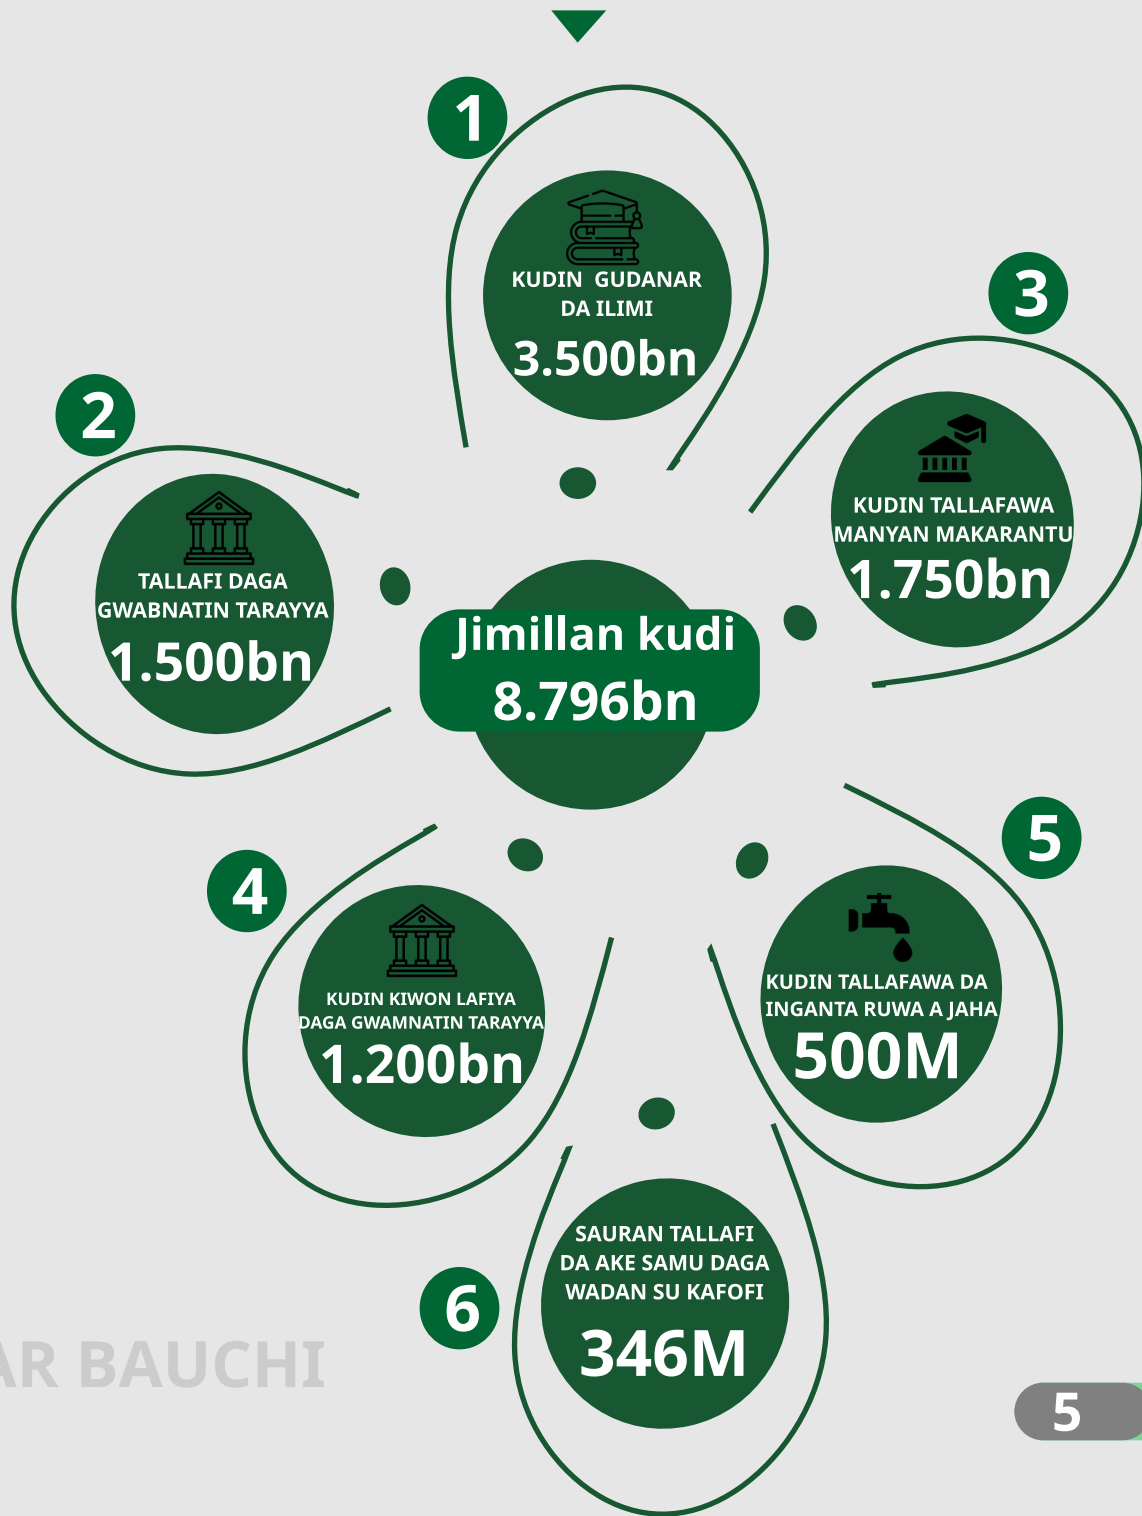 1
KUDIN GUDANAR
DA ILIMI
3.500bn
2
TALLAFI DAGA
GWABNATIN TARAYYA
1.500bn
3
KUDIN TALLAFAWA
MANYAN MAKARANTU
1.750bn
Jimillan kudi
8.796bn
4
KUDIN KIWON LAFIYA
DAGA GWAMNATIN TARAYYA
1.200bn
5
KUDIN TALLAFAWA DA
INGANTA RUWA A JAHA
500M
6
SAURAN TALLAFI
DA AKE SAMU DAGA
WADAN SU KAFOFI
346M
AR BAUCHI
5